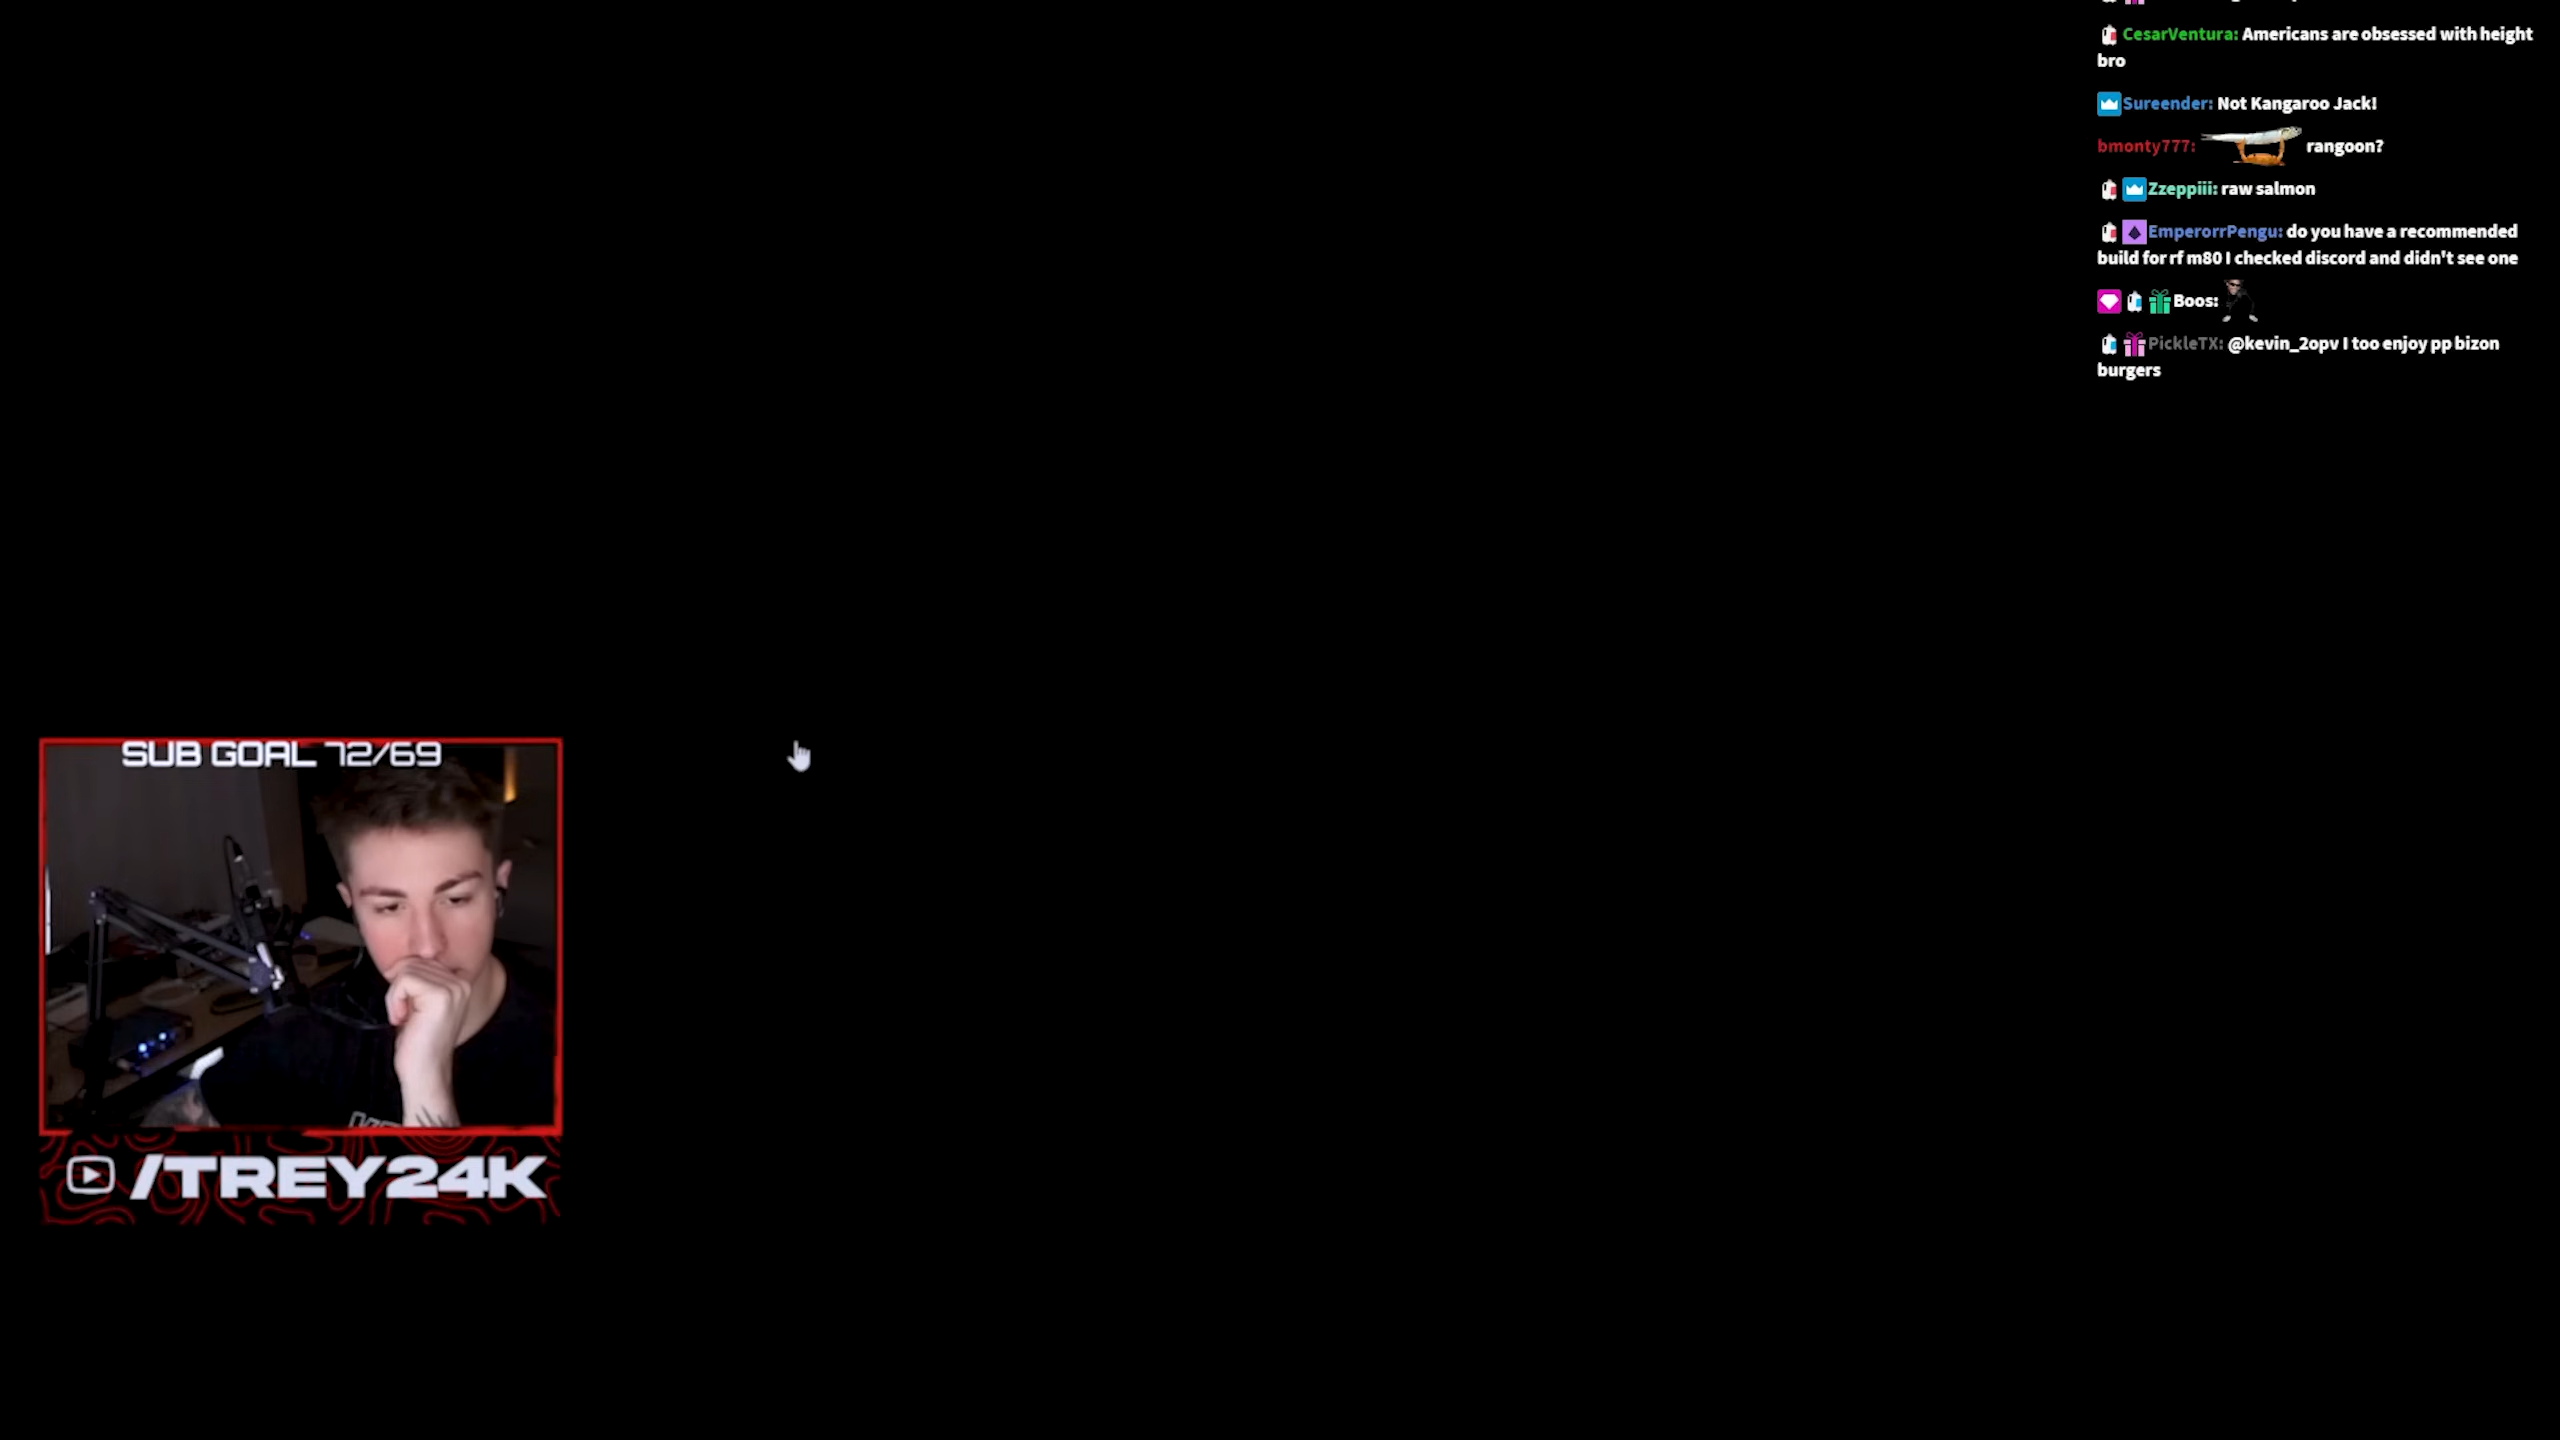 CesarVentura: Americans are obsessed with height
bro
Sureender: Not Kangaroo Jack!
bmonty777: rangoon?
Zzeppiii: raw salmon
EmperorrPengu: do you have a recommended
build for rf m80 I checked discord and didn't see one
Boos:
PickleTX: @kevin_2opv I too enjoy pp bizon
burgers
SUB GOAL 72/69
/TREY24K